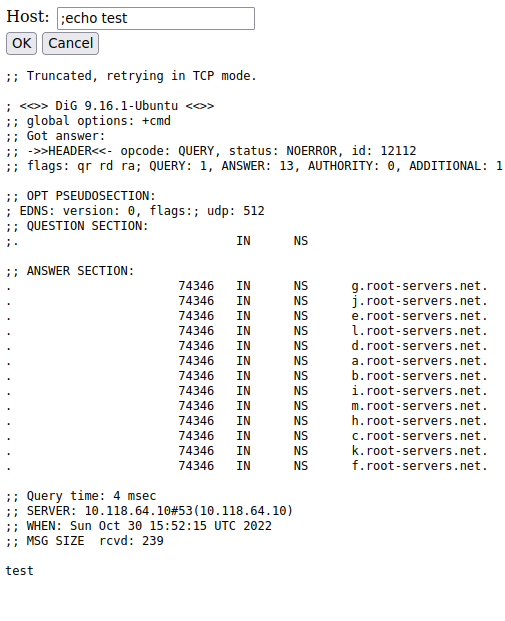 Host: ;echo test
OK Cancel
;; Truncated, retrying in TCP mode.
; <<>> DiG 9.16.1-Ubuntu <<>>
;; global options: +cmd
;; Got answer:
;; ->>HEADER<<- opcode: QUERY, status: NOERROR, id: 12112
;; flags: qr rd ra; QUERY: 1, ANSWER: 13, AUTHORITY: 0, ADDITIONAL: 1
;; OPT PSEUDOSECTION:
; EDNS: version: 0, flags:; udp: 512
;; QUESTION SECTION:
;. IN NS
;; ANSWER SECTION:
. 74346 IN NS g.root-servers.net.
. 74346 IN NS j.root-servers.net.
. 74346 IN NS e.root-servers.net.
. 74346 IN NS l.root-servers.net.
. 74346 IN NS d.root-servers.net.
. 74346 IN NS a.root-servers.net.
. 74346 IN NS b.root-servers.net.
. 74346 IN NS i.root-servers.net.
. 74346 IN NS m.root-servers.net.
. 74346 IN NS h.root-servers.net.
. 74346 IN NS c.root-servers.net.
. 74346 IN NS k.root-servers.net.
. 74346 IN NS f.root-servers.net.
;; Query time: 4 msec
;; SERVER: 10.118.64.10#53(10.118.64.10)
;; WHEN: Sun Oct 30 15:52:15 UTC 2022
;; MSG SIZE rcvd: 239
test